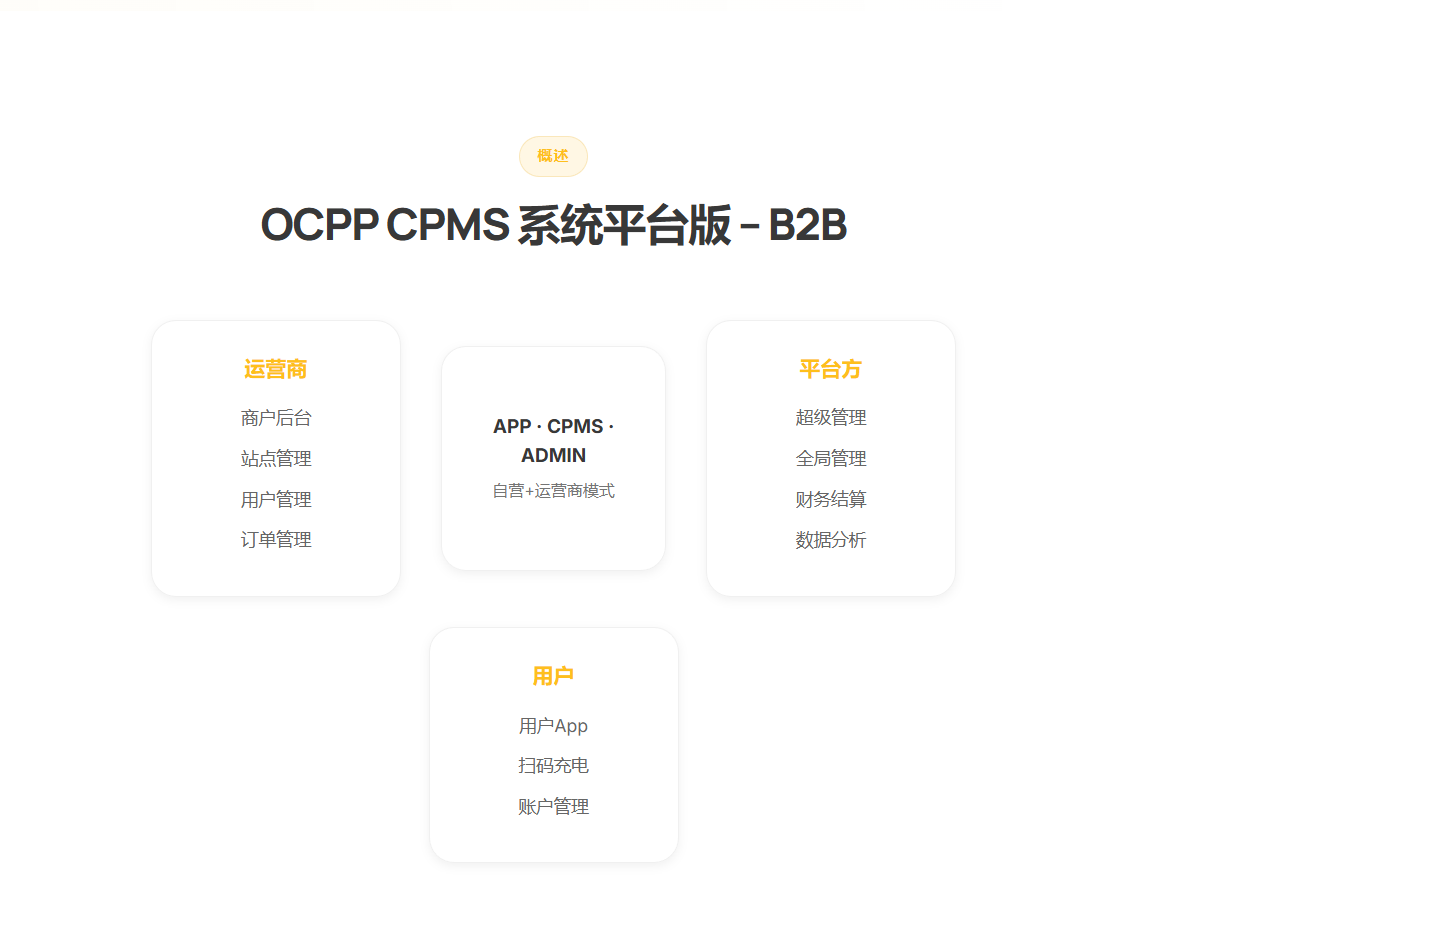 概述
OCPP CPMS 系统平台版 – B2B
运营商
商户后台
站点管理
用户管理
订单管理
APP · CPMS ·
ADMIN
自营+运营商模式
平台方
超级管理
全局管理
财务结算
数据分析
用户
用户App
扫码充电
账户管理